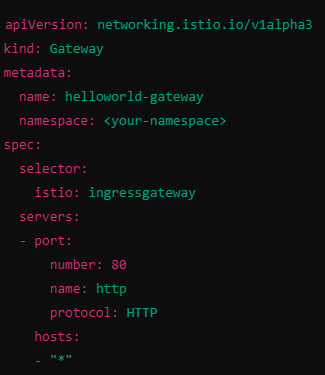 apiVersion: networking.istio.io/v1alpha3
kind: Gateway
metadata:
  name: helloworld-gateway
  namespace: <your-namespace>
spec:
  selector:
    istio: ingressgateway
  servers:
  - port:
      number: 80
      name: http
      protocol: HTTP
    hosts:
    - "*"